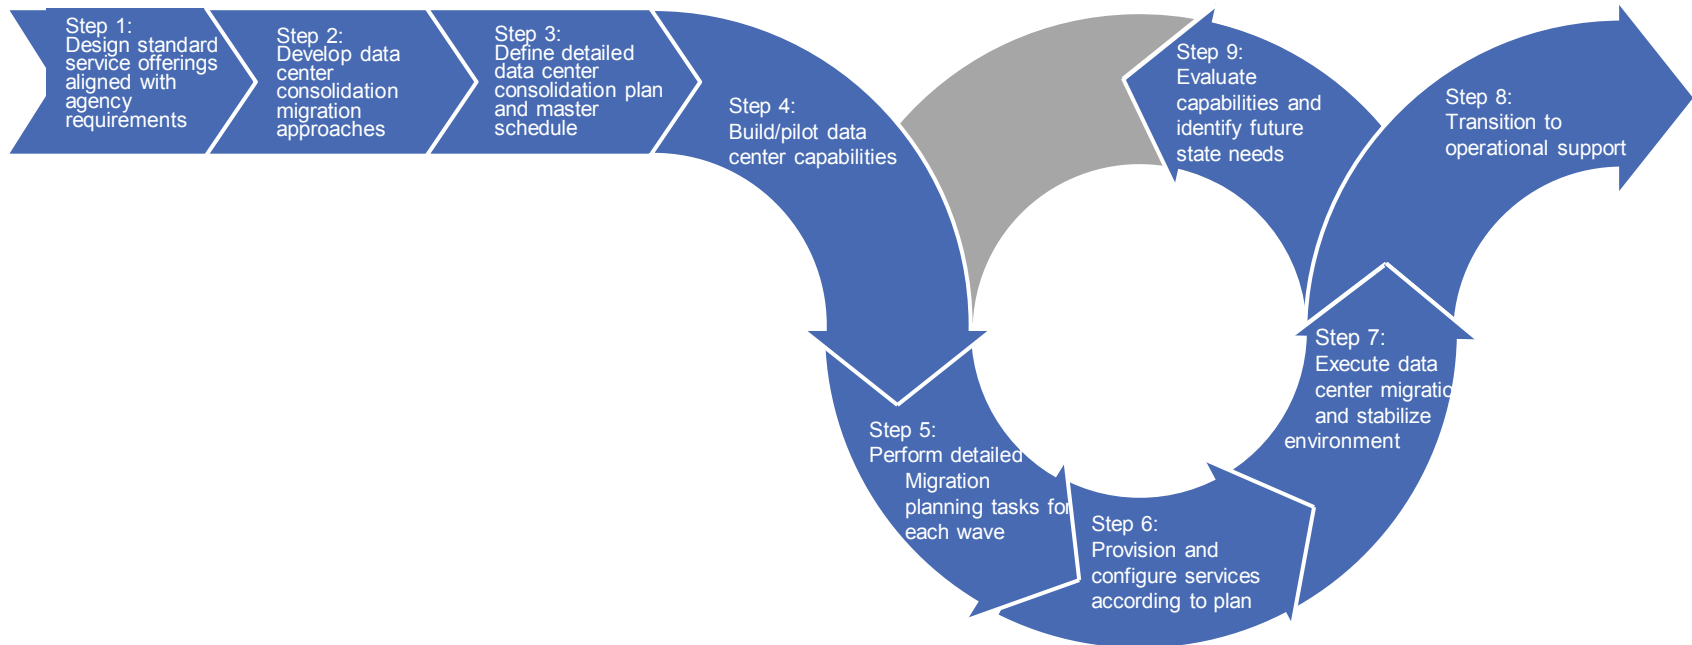 Step 1:
Design standard
service offerings
aligned with
agency
requirements
Step 2:
Develop data
center
consolidation
migration
approaches
Step 3:
Define detailed
data center
consolidation plan
and master
schedule
Step 4:
Build/pilot data
center capabilities
Step 5:
Perform detailed
Migration
planning tasks for
each wave
Step 6:
Provision and
configure services
according to plan
Step 7:
Execute data
center migratio
and stabilize
environment
Step 8:
Transition to
operational support
Step 9:
Evaluate
capabilities and
identify future
state needs